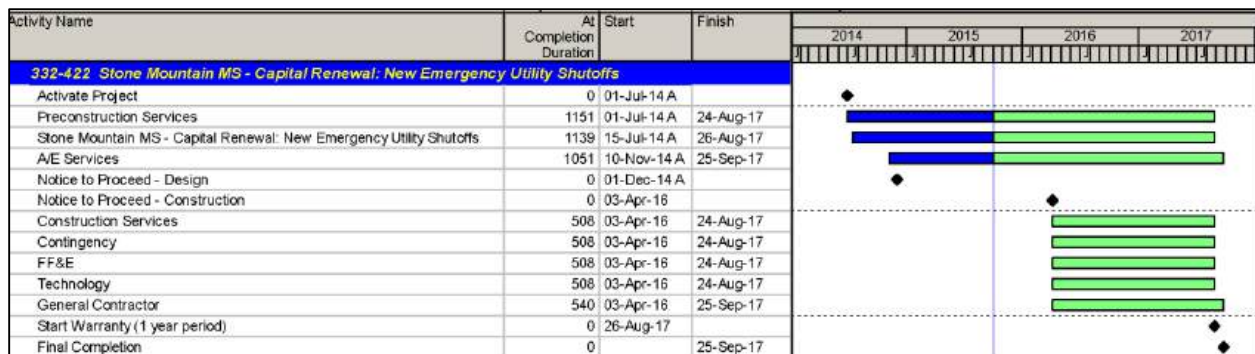 Activity Name At Completion Duration Start Finish
2014 2015 2016 2017
J J J J J J J
332-422 Stone Mountain MS - Capital Renewal: New Emergency Utility Shutoffs
Activate Project 0 01-Jul-14 A
Preconstruction Services 1151 01-Jul-14 A 24-Aug-17
Stone Mountain MS - Capital Renewal: New Emergency Utility Shutoffs 1139 15-Jul-14 A 26-Aug-17
A/E Services 1051 10-Nov-14 A 25-Sep-17
Notice to Proceed - Design 0 01-Dec-14 A
Notice to Proceed - Construction 0 03-Apr-16
Construction Services 508 03-Apr-16 24-Aug-17
Contingency 508 03-Apr-16 24-Aug-17
FF&E 508 03-Apr-16 24-Aug-17
Technology 508 03-Apr-16 24-Aug-17
General Contractor 540 03-Apr-16 25-Sep-17
Start Warranty (1 year period) 0 26-Aug-17
Final Completion 0 25-Sep-17